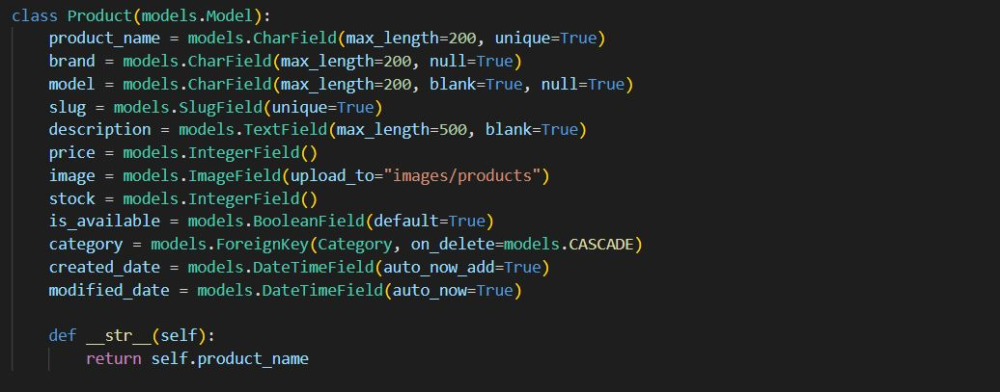 class Product(models.Model):
    product_name = models.CharField(max_length=200, unique=True)
    brand = models.CharField(max_length=200, null=True)
    model = models.CharField(max_length=200, blank=True, null=True)
    slug = models.SlugField(unique=True)
    description = models.TextField(max_length=500, blank=True)
    price = models.IntegerField()
    image = models.ImageField(upload_to="images/products")
    stock = models.IntegerField()
    is_available = models.BooleanField(default=True)
    category = models.ForeignKey(Category, on_delete=models.CASCADE)
    created_date = models.DateTimeField(auto_now_add=True)
    modified_date = models.DateTimeField(auto_now=True)

    def __str__(self):
        return self.product_name